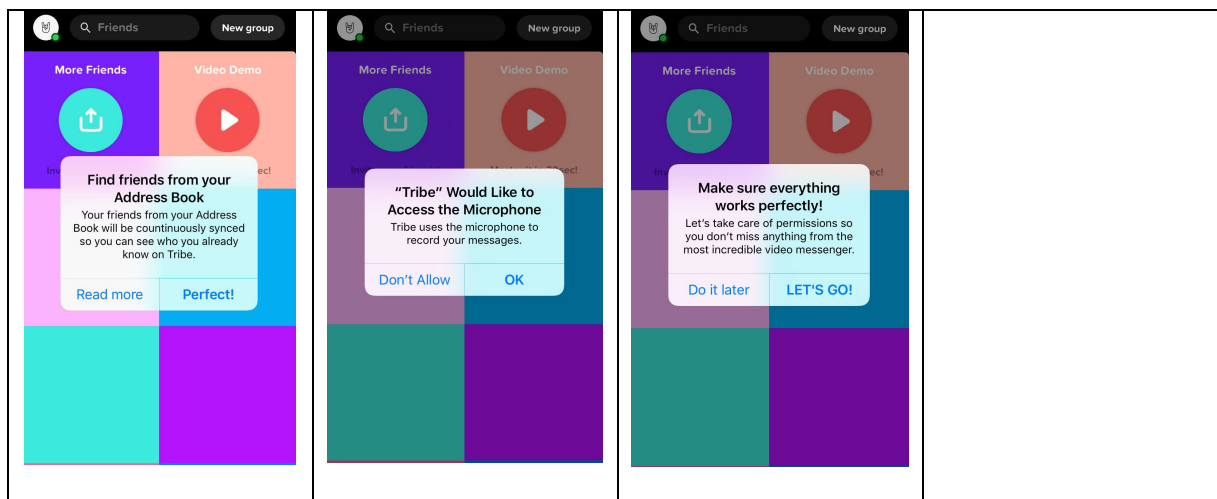 Friends
New group
More Friends
Video Demo
Find friends from your
Address Book
Your friends from your Address
Book will be countinuously synced
so you can see who you already
know on Tribe.
Read more
Perfect!
Friends
New group
More Friends
Video Demo
“Tribe” Would Like to
Access the Microphone
Tribe uses the microphone to
record your messages.
Don’t Allow
OK
Friends
New group
More Friends
Video Demo
Make sure everything
works perfectly!
Let’s take care of permissions so
you don’t miss anything from the
most incredible video messenger.
Do it later
LET'S GO!